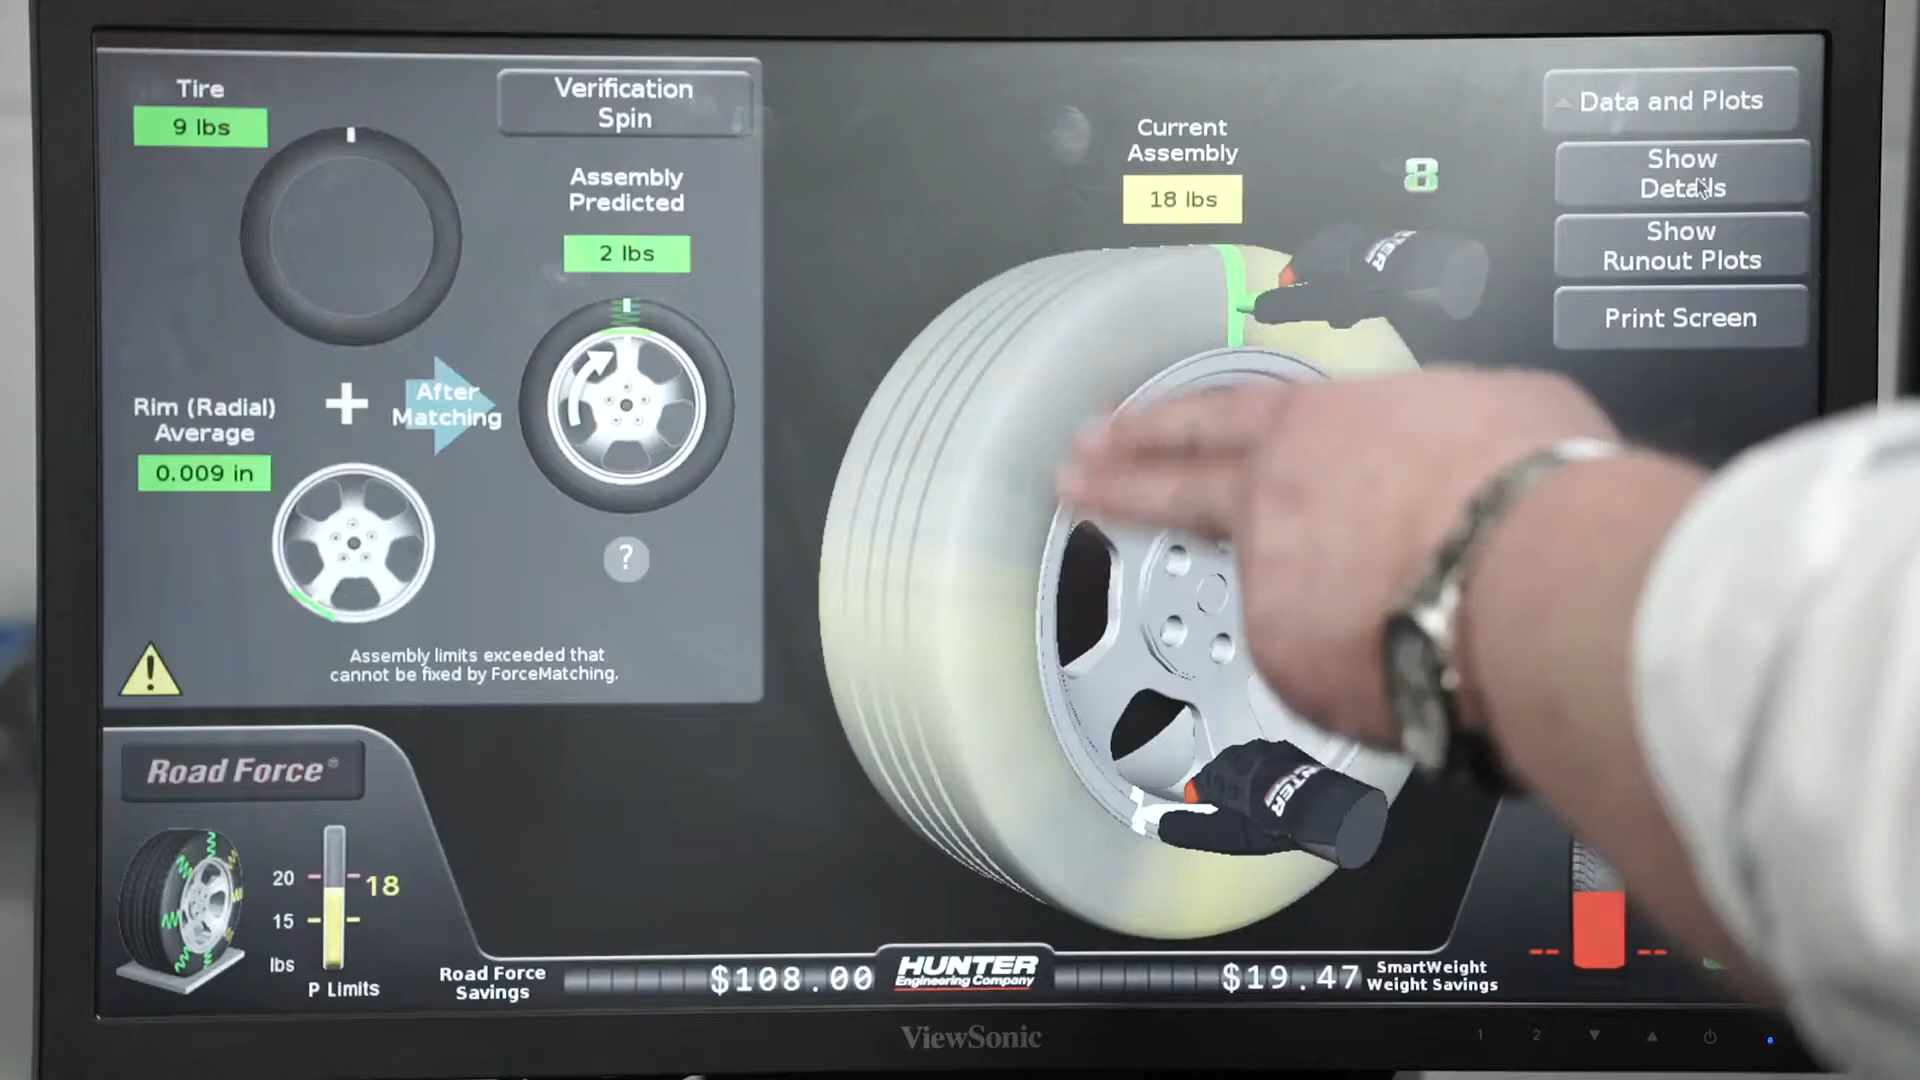 Tire
9 lbs
Verification
Spin
Assembly
Predicted
2 lbs
Rim (Radial)
Average
0.009 in
After
Matching
?
Assembly limits exceeded that
cannot be fixed by ForceMatching.
Current
Assembly
18 lbs
8
Data and Plots
Show
Details
Show
Runout Plots
Print Screen
Road Force®
20
18
15
lbs
P Limits
Road Force
Savings
$108.00
HUNTER
Engineering Company
$19.47
SmartWeight
Weight Savings
ViewSonic
1
2